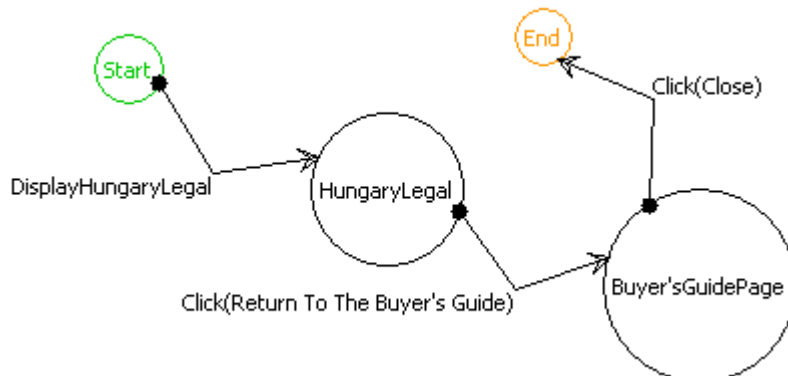 Start
End
Click(Close)
DisplayHungaryLegal
HungaryLegal
Click(Return To The Buyer's Guide)
Buyer'sGuidePage